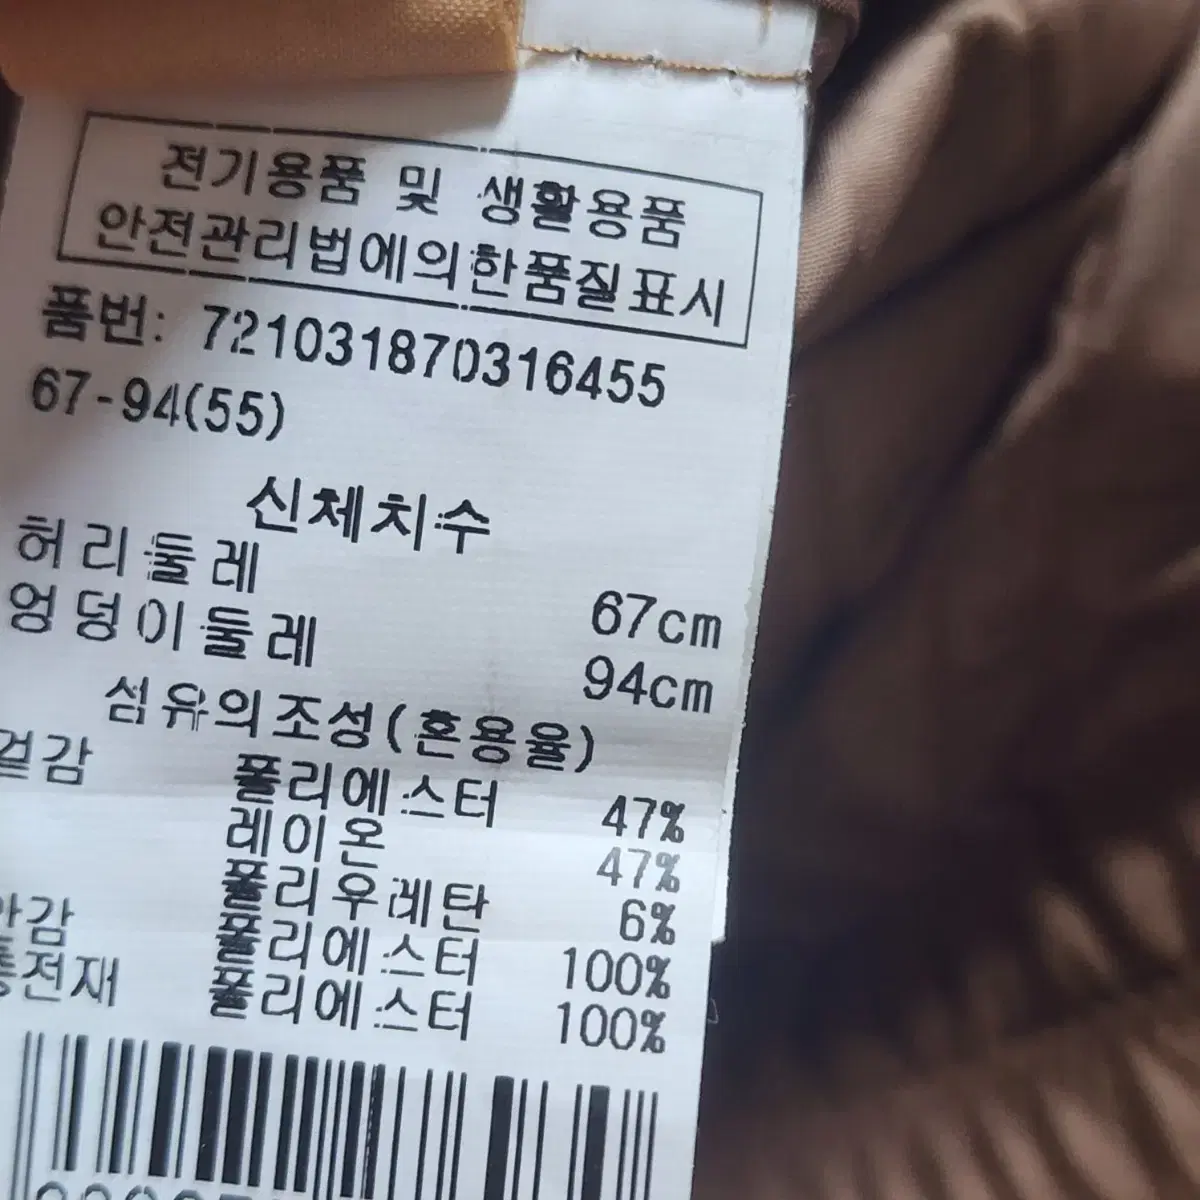 전기용품 및 생활용품
안전관리법에의한품질표시
품번: 721031870316455
67-94(55)
신체치수
허리둘레 67cm
엉덩이둘레 94cm
섬유의조성(혼용율)
겉감 폴리에스터 47%
레이온 47%
폴리우레탄 6%
안감 폴리에스터 100%
충전재 폴리에스터 100%